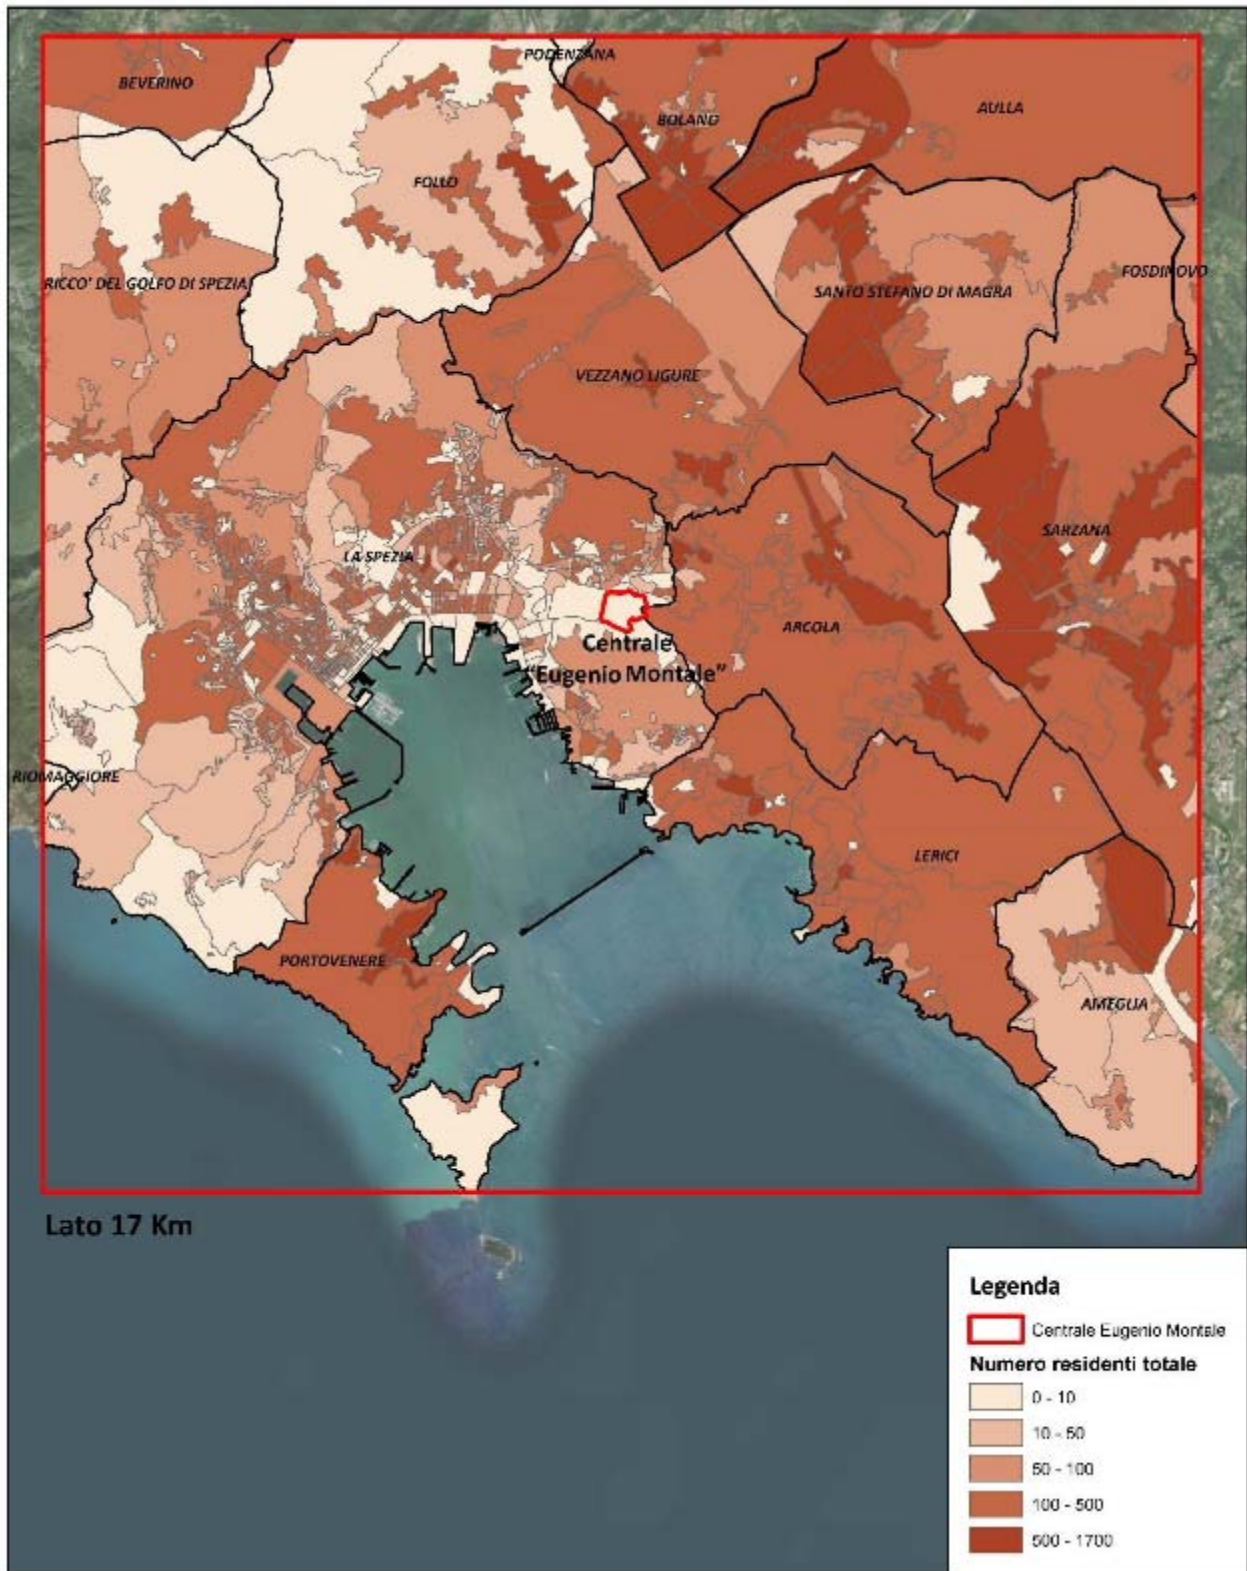 PODENZANA
BEVERINO
AULLA
BOLANO
FOLLO
FOSDINOVO
RICCO' DEL GOLFO DI SPEZIA
SANTO STEFANO DI MAGRA
VEZZANO LIGURE
SARZANA
LA SPEZIA
ARCOLA
Centrale
"Eugenio Montale"
RIOMAGGIORE
LERICI
PORTOVENERE
AMEGLIA
Lato 17 Km
Legenda
Centrale Eugenio Montale
Numero residenti totale
0 - 10
10 - 50
50 - 100
100 - 500
500 - 1700